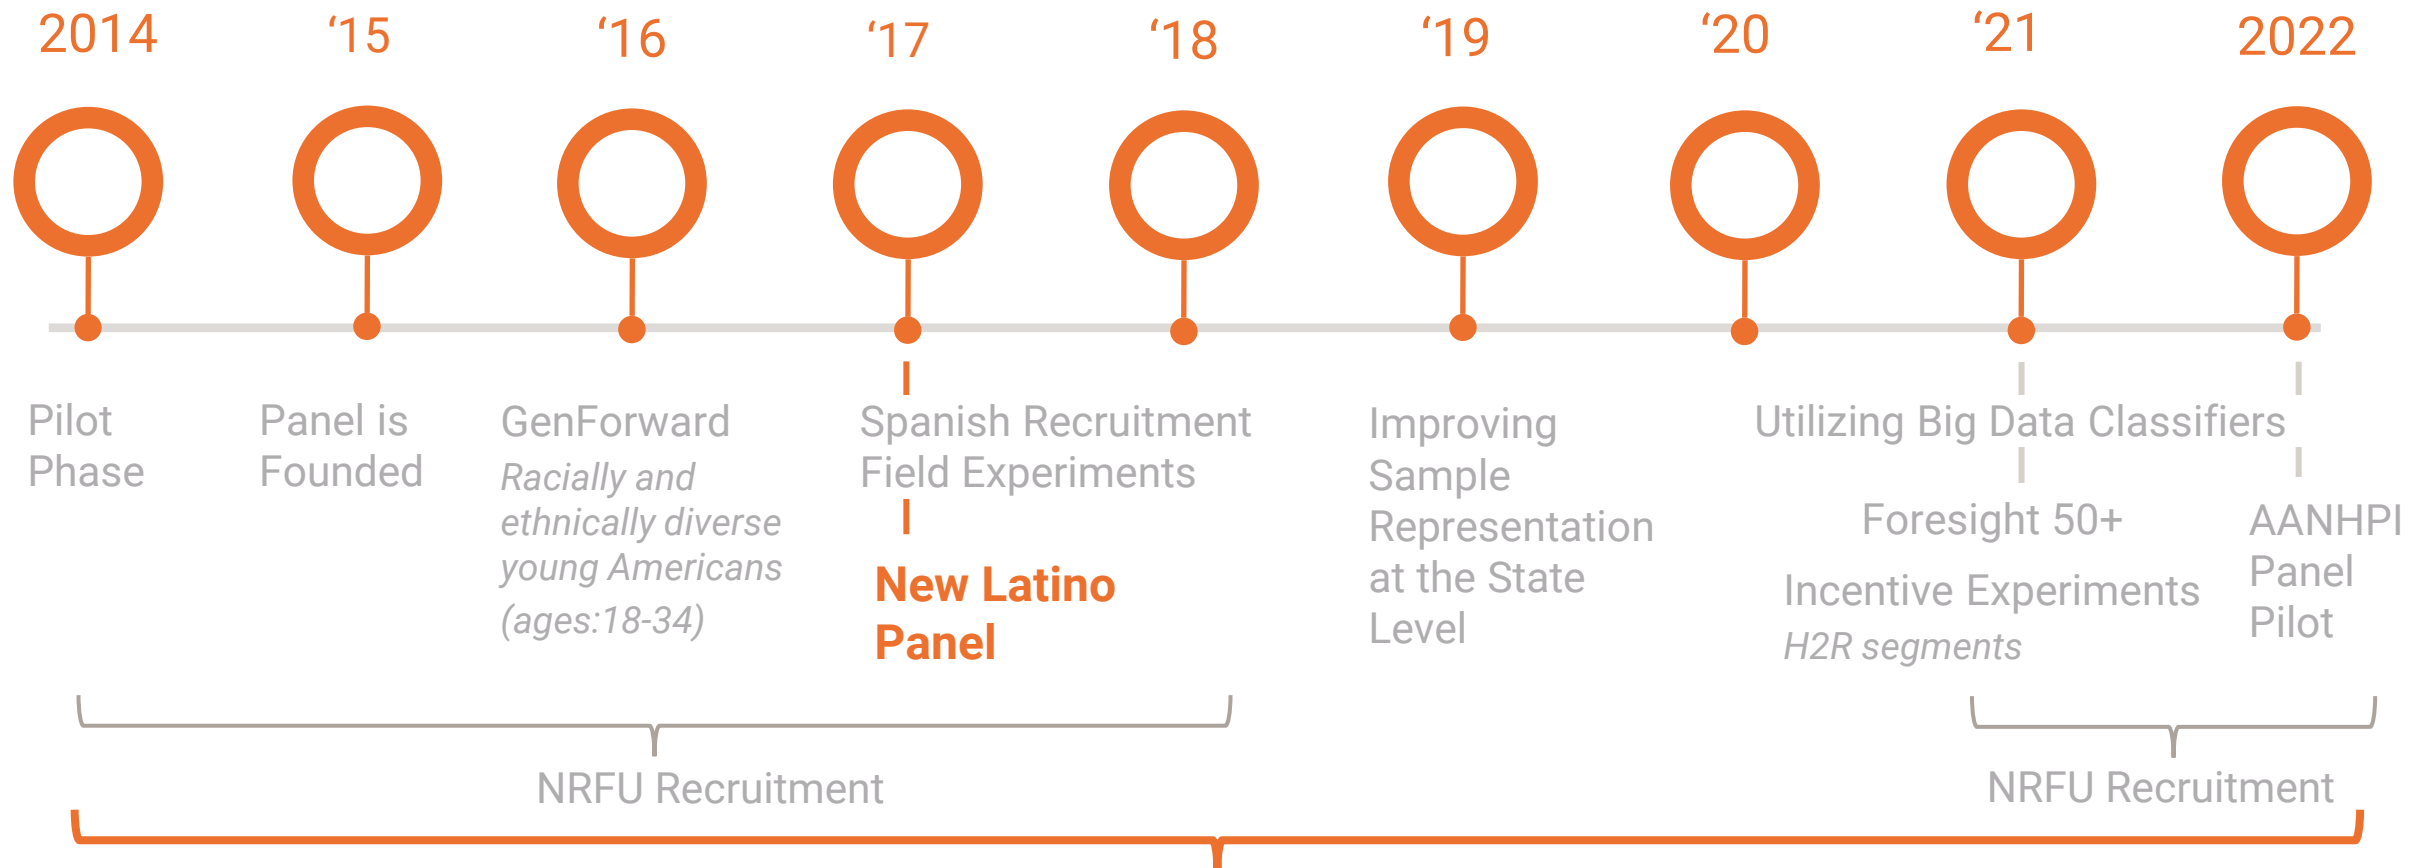 2014
‘15
‘16
‘17
‘18
‘19
‘20
‘21
2022
Pilot
Phase
Panel is
Founded
GenForward
Racially and
ethnically diverse
young Americans
(ages:18-34)
Spanish Recruitment
Field Experiments
New Latino
Panel
Improving
Sample
Representation
at the State
Level
Utilizing Big Data Classifiers
Foresight 50+
Incentive Experiments
H2R segments
AANHPI
Panel
Pilot
NRFU Recruitment
NRFU Recruitment